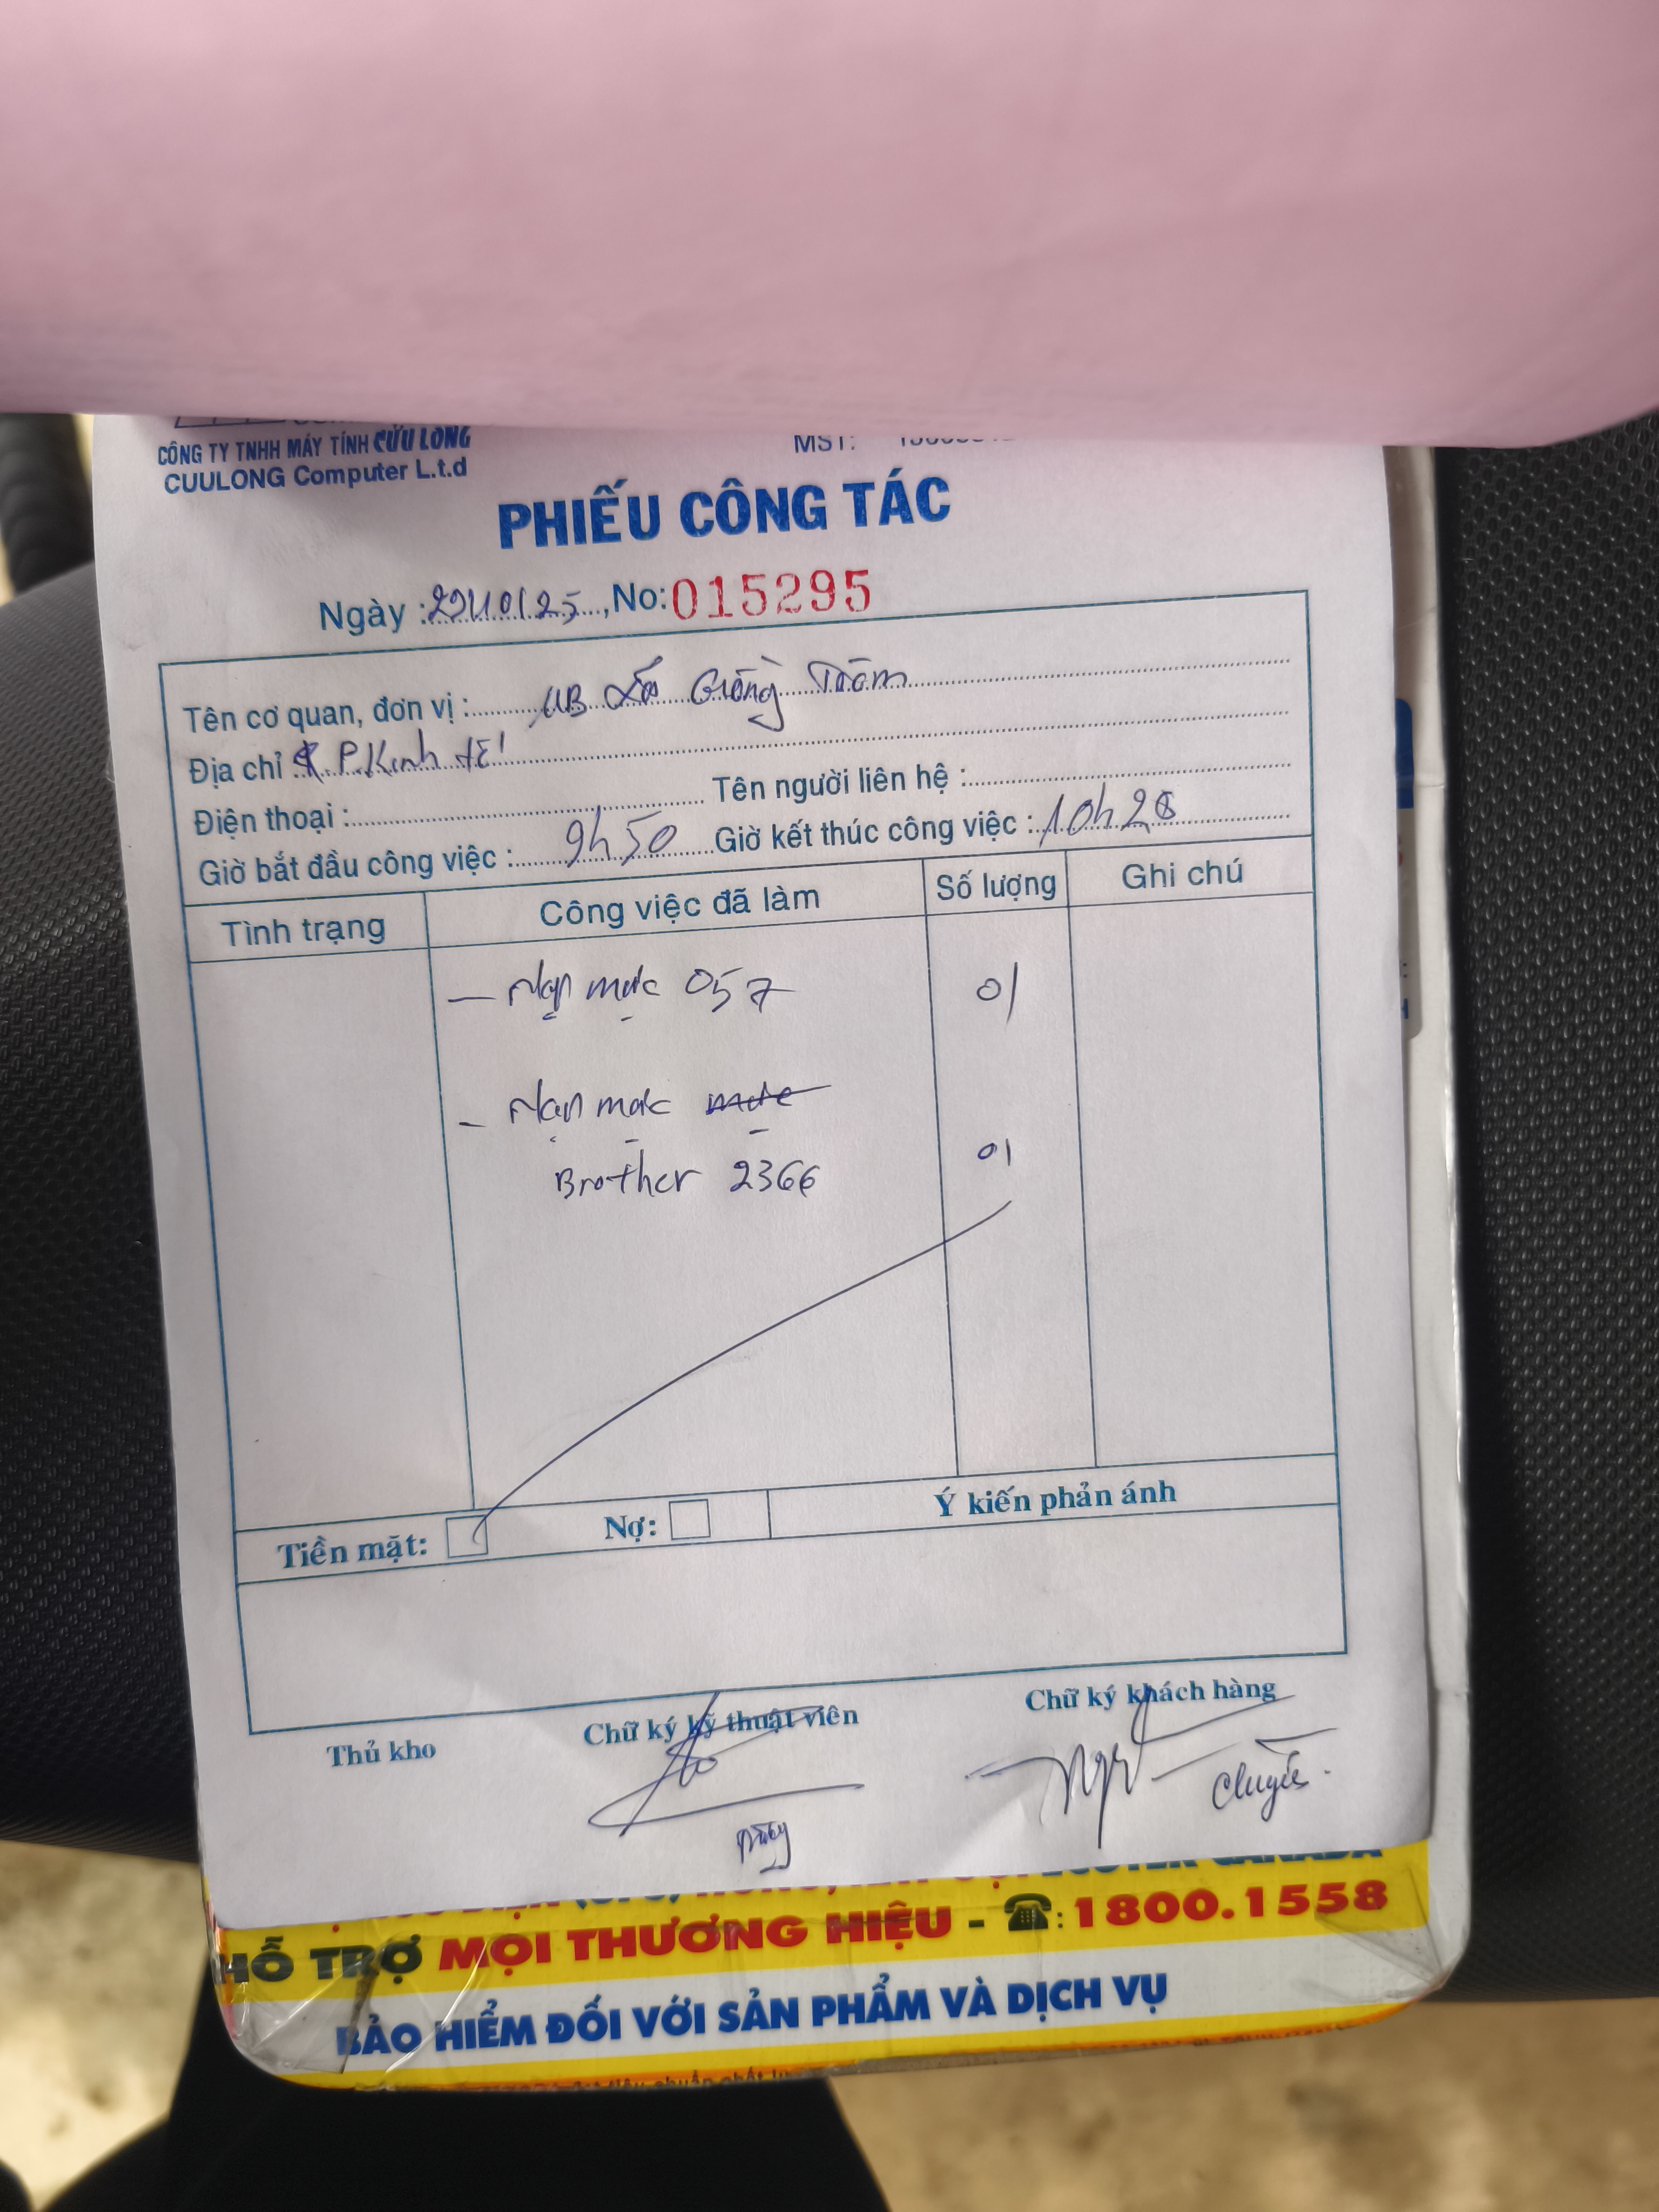 CÔNG TY TNHH MÁY TÍNH CỬU LONG
CUULONG Computer L.t.d
MST:
PHIẾU CÔNG TÁC
Ngày : , No: 015295
Tên cơ quan, đơn vị : UB Xã Giồng Trôm
Địa chỉ P.Kinh tế
Điện thoại : Tên người liên hệ :
Giờ bắt đầu công việc : 9h50 Giờ kết thúc công việc : 10h28
Tình trạng Công việc đã làm Số lượng Ghi chú
- Nạp mực 057 01
- Nạp mực mực
Brother 2366 01
Tiền mặt: Nợ: Ý kiến phản ánh
Thủ kho Chữ ký kỹ thuật viên Chữ ký khách hàng
HỖ TRỢ MỌI THƯƠNG HIỆU - ☎: 1800.1558
BẢO HIỂM ĐỐI VỚI SẢN PHẨM VÀ DỊCH VỤ